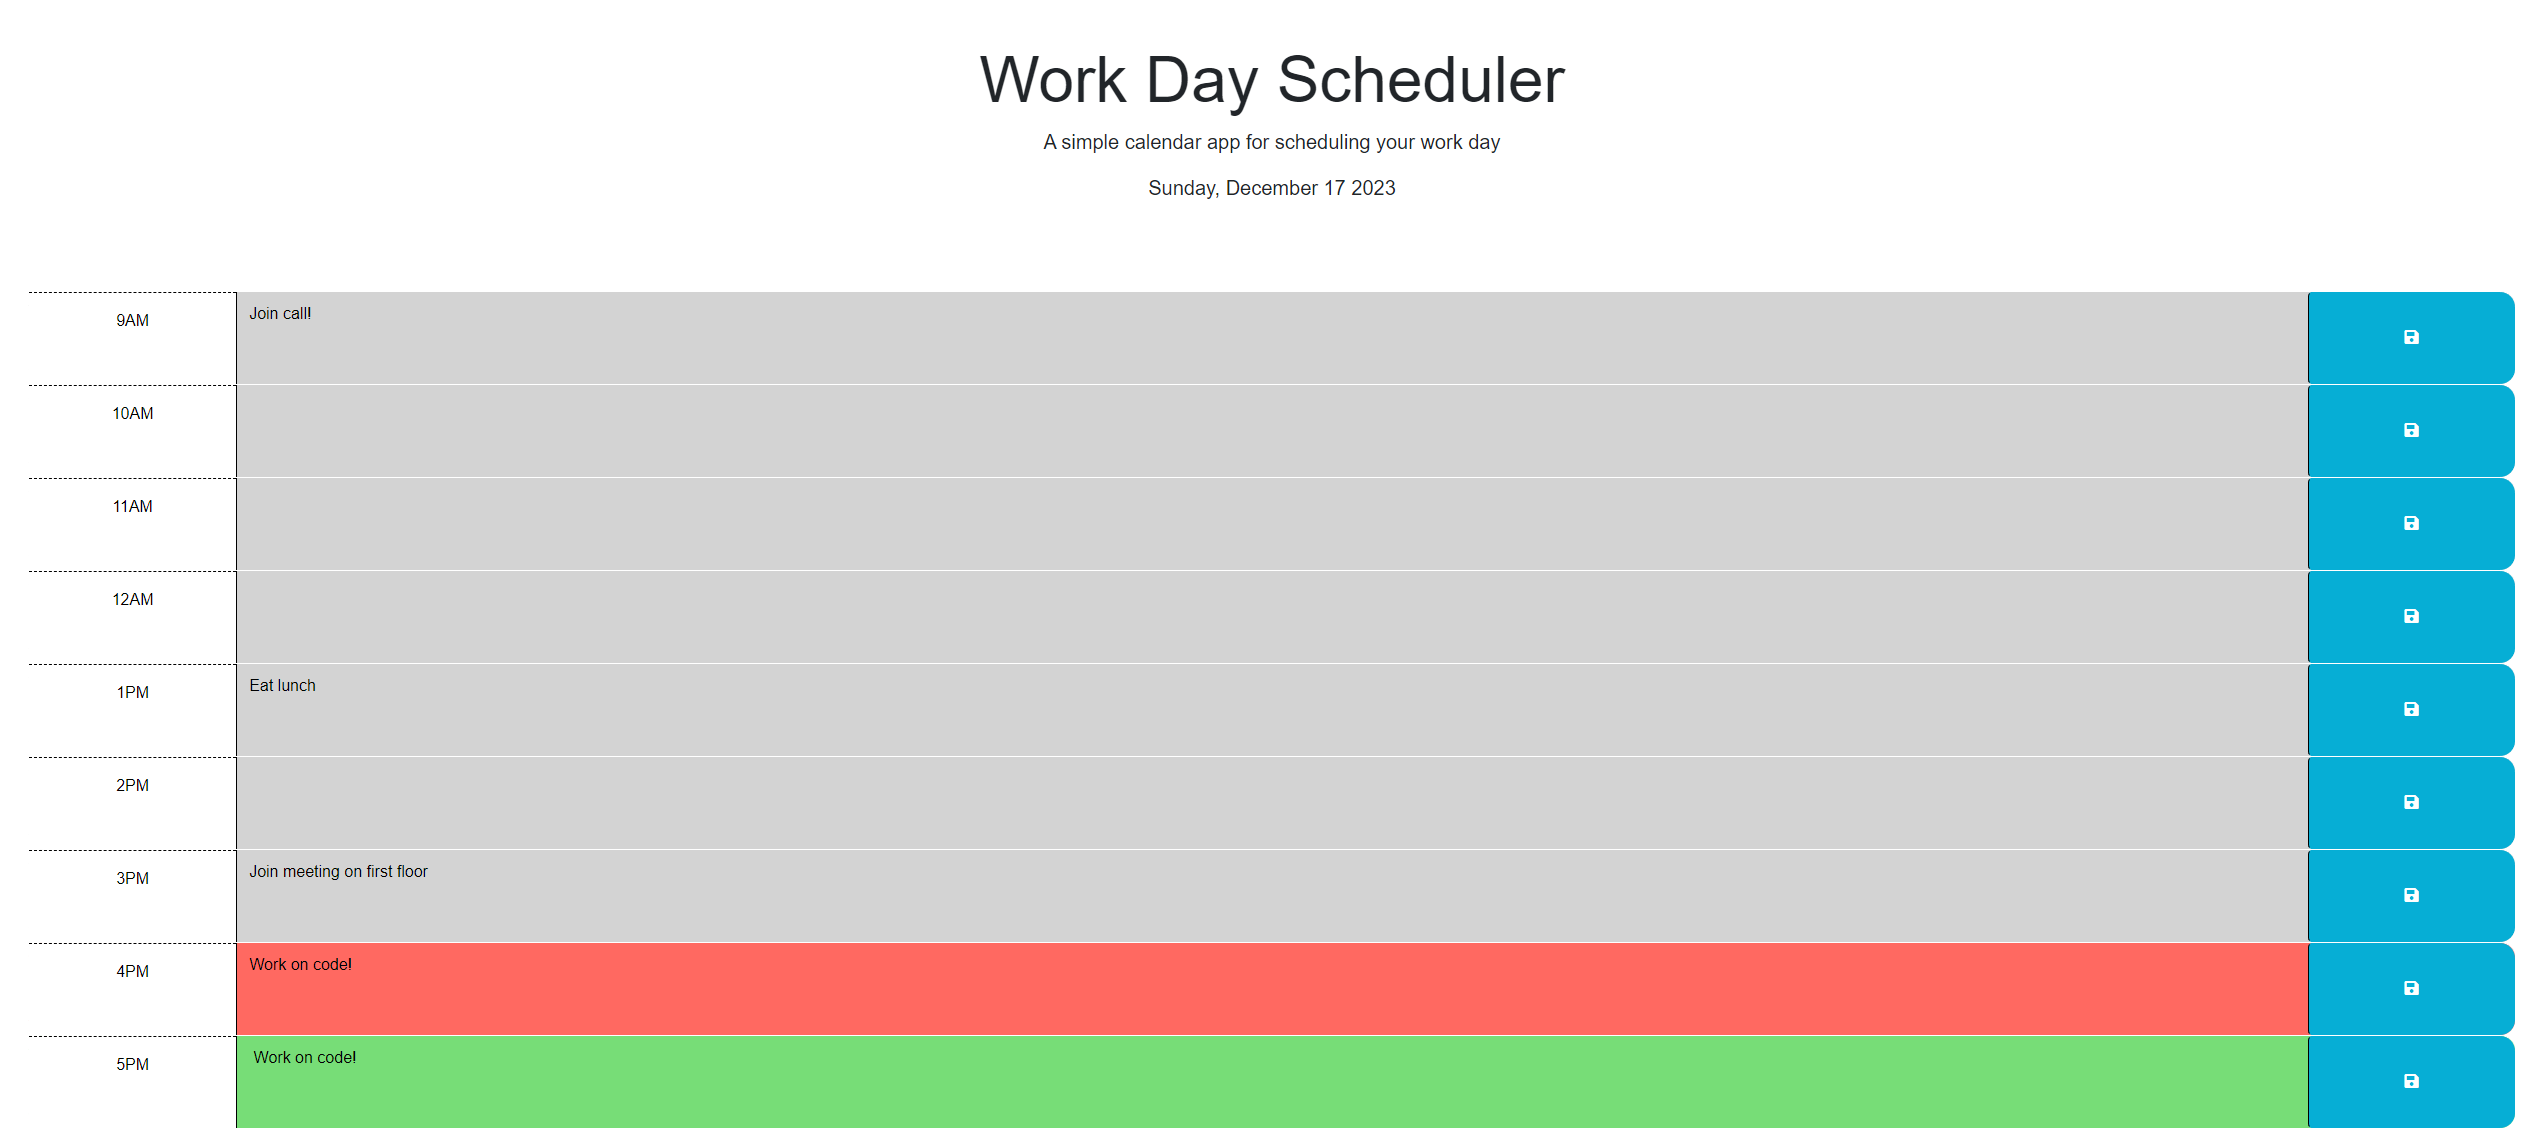 Work Day Scheduler
A simple calendar app for scheduling your work day
Sunday, December 17 2023
9AM
Join call!
10AM
11AM
12AM
1PM
Eat lunch
2PM
3PM
Join meeting on first floor
4PM
Work on code!
5PM
Work on code!